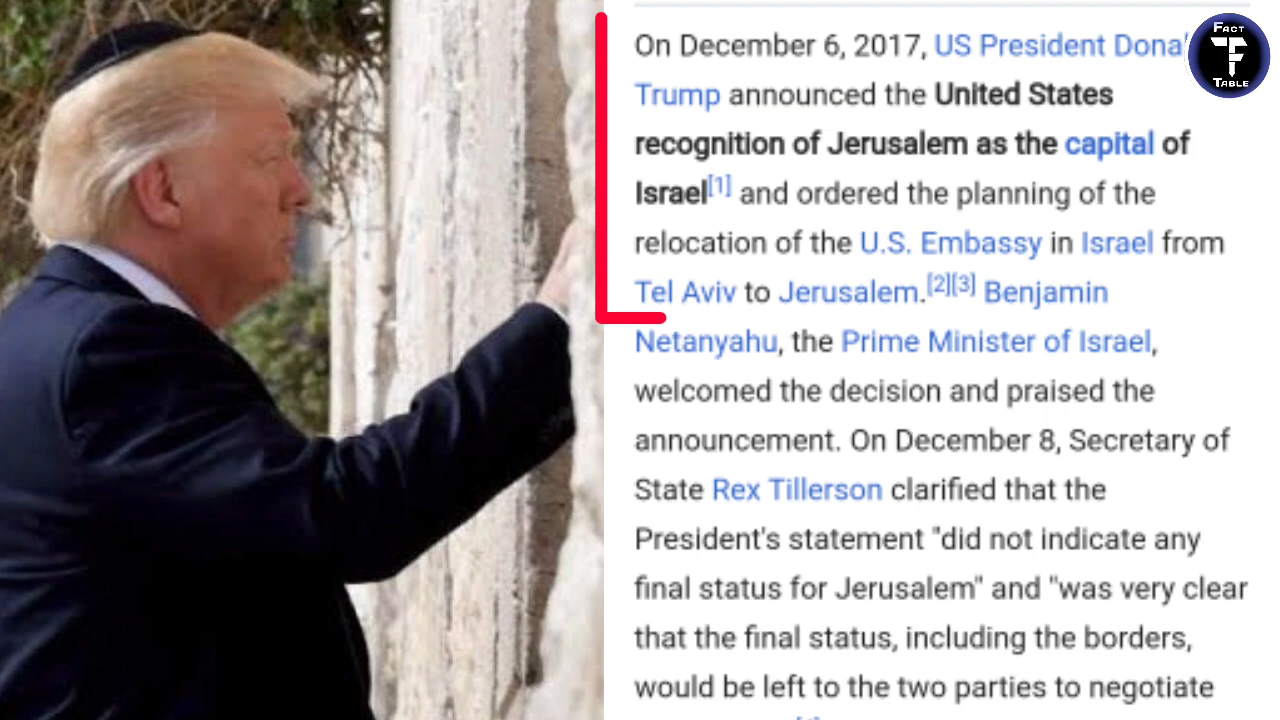 On December 6, 2017, US President Donal
Trump announced the United States
recognition of Jerusalem as the capital of
Israel[1] and ordered the planning of the
relocation of the U.S. Embassy in Israel from
Tel Aviv to Jerusalem.[2][3] Benjamin
Netanyahu, the Prime Minister of Israel,
welcomed the decision and praised the
announcement. On December 8, Secretary of
State Rex Tillerson clarified that the
President's statement "did not indicate any
final status for Jerusalem" and "was very clear
that the final status, including the borders,
would be left to the two parties to negotiate
FACT
TF
TABLE